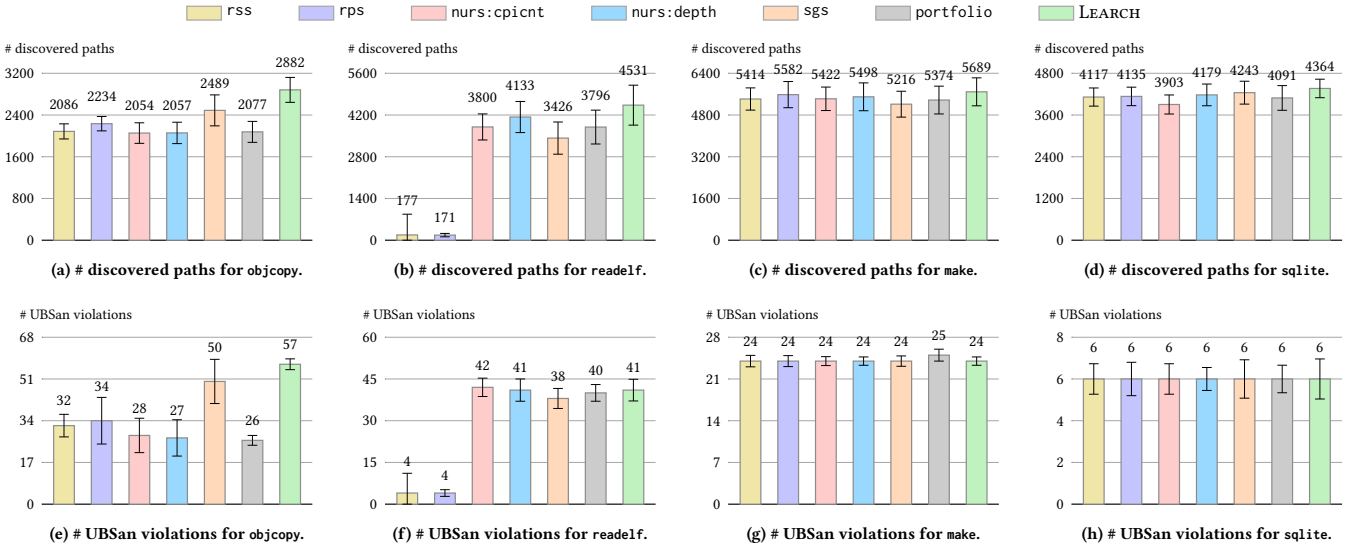 rss rps nurs:cpicnt nurs:depth sgs portfolio LEARCH
# discovered paths
3200
2400
1600
800
0
2086 2234 2054 2057 2489 2077 2882
(a) # discovered paths for objcopy.
# discovered paths
5600
4200
2800
1400
0
177 171 3800 4133 3426 3796 4531
(b) # discovered paths for readelf.
# discovered paths
6400
4800
3200
1600
0
5414 5582 5422 5498 5216 5374 5689
(c) # discovered paths for make.
# discovered paths
4800
3600
2400
1200
0
4117 4135 3903 4179 4243 4091 4364
(d) # discovered paths for sqlite.
# UBSan violations
68
51
34
17
0
32 34 28 27 50 26 57
(e) # UBSan violations for objcopy.
# UBSan violations
60
45
30
15
0
4 4 42 41 38 40 41
(f) # UBSan violations for readelf.
# UBSan violations
28
21
14
7
0
24 24 24 24 24 25 24
(g) # UBSan violations for make.
# UBSan violations
8
6
4
2
0
6 6 6 6 6 6 6
(h) # UBSan violations for sqlite.